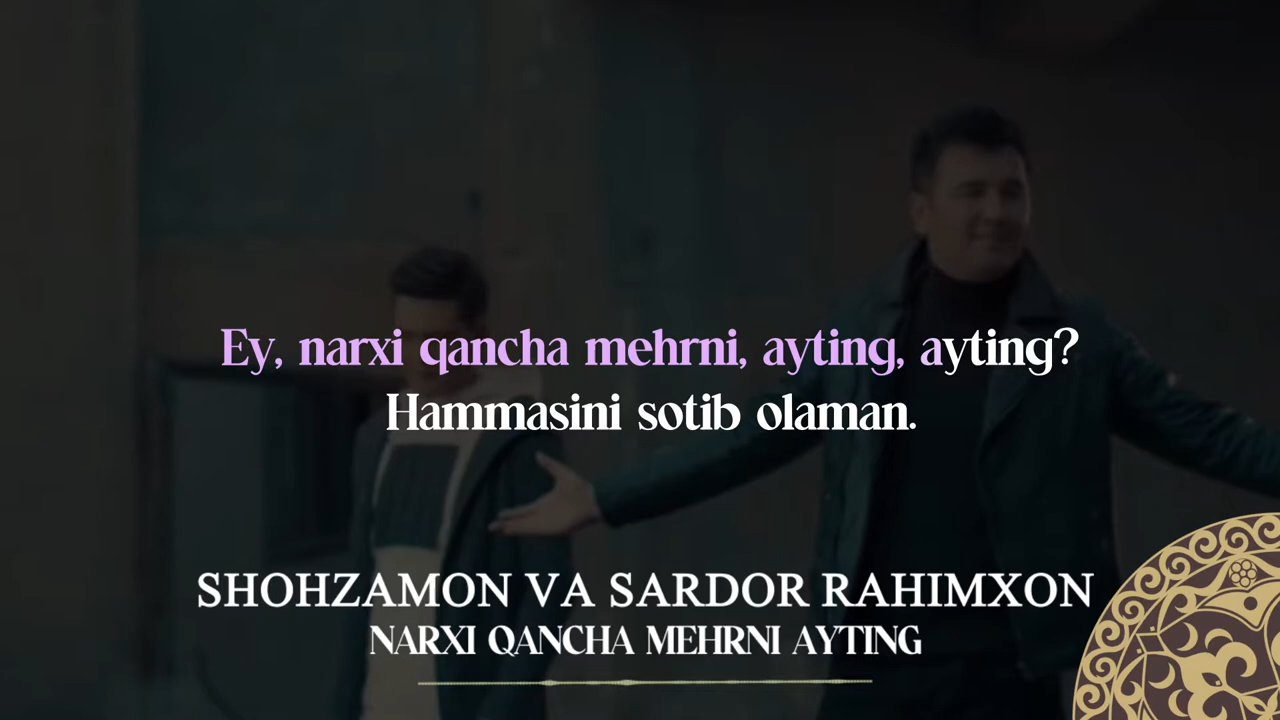 Ey, narxi qancha mehrni, ayting, ayting?
Hammasini sotib olaman.
SHOHZAMON VA SARDOR RAHIMXON
NARXI QANCHA MEHRNI AYTING